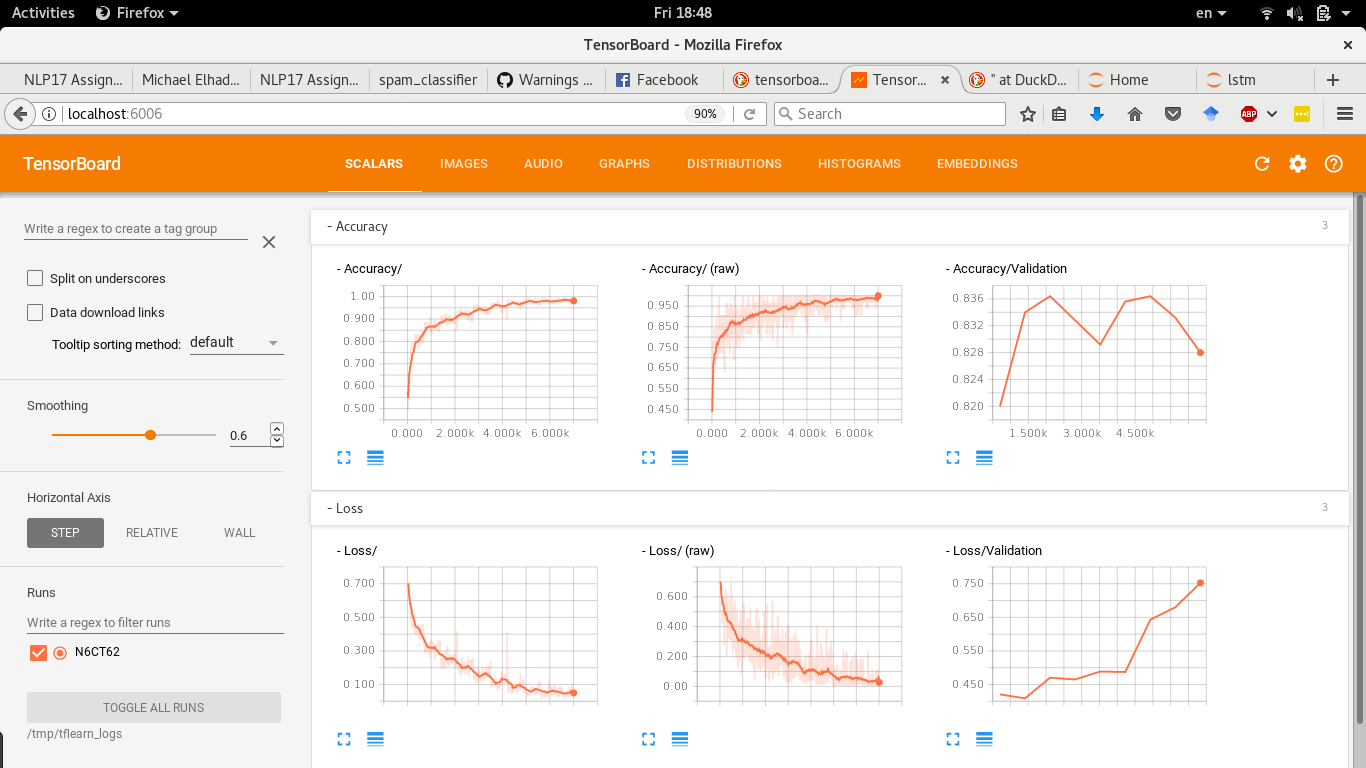 Activities Firefox Fri 18:48 en
TensorBoard - Mozilla Firefox
NLP17 Assign... Michael Elhad... NLP17 Assign... spam_classifier Warnings ... Facebook tensorboa... Tensor... " at DuckD... Home lstm
localhost:6006 90% Search ABP
TensorBoard SCALARS IMAGES AUDIO GRAPHS DISTRIBUTIONS HISTOGRAMS EMBEDDINGS
Write a regex to create a tag group
Split on underscores
Data download links
Tooltip sorting method: default
Smoothing
0.6
Horizontal Axis
STEP RELATIVE WALL
Runs
Write a regex to filter runs
N6CT62
TOGGLE ALL RUNS
/tmp/tflearn_logs
- Accuracy 3
- Accuracy/
1.00
0.900
0.800
0.700
0.600
0.500
0.000 2.000k 4.000k 6.000k
- Accuracy/ (raw)
0.950
0.850
0.750
0.650
0.550
0.450
0.000 2.000k 4.000k 6.000k
- Accuracy/Validation
0.836
0.832
0.828
0.824
0.820
1.500k 3.000k 4.500k
- Loss 3
- Loss/
0.700
0.500
0.300
0.100
- Loss/ (raw)
0.600
0.400
0.200
0.00
- Loss/Validation
0.750
0.650
0.550
0.450